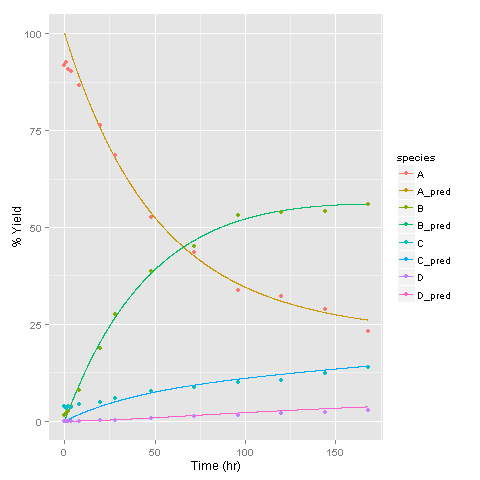 100
75
50
25
0
% Yield
0
50
100
150
Time (hr)
species
A
A_pred
B
B_pred
C
C_pred
D
D_pred